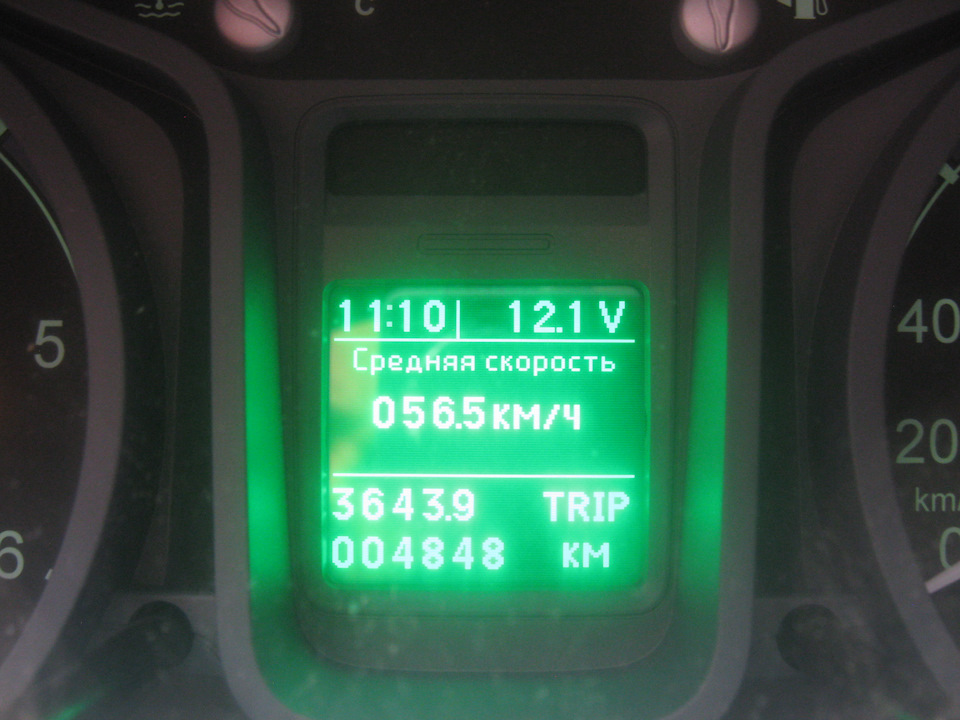 C
5
6
11:10| 12.1 V
Средняя скорость
056.5 км/ч
3643.9 TRIP
004848 км
40
20
km/
0